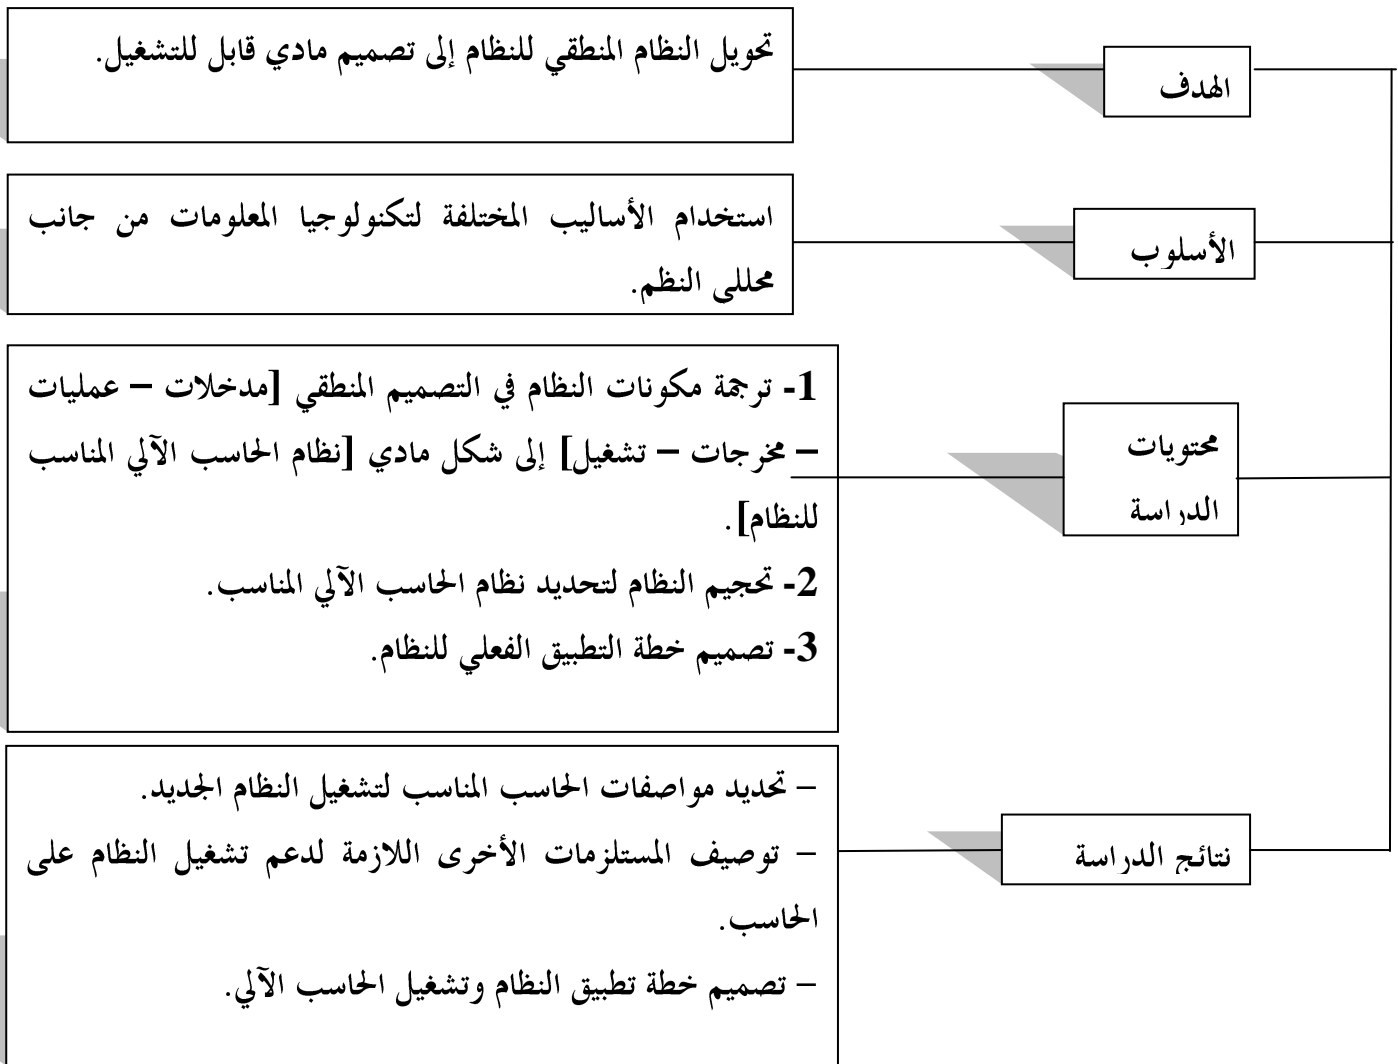 الهدف
تحويل النظام المنطقي للنظام إلى تصميم مادي قابل للتشغيل.
الأسلوب
استخدام الأساليب المختلفة لتكنولوجيا المعلومات من جانب
محللى النظم.
محتويات
الدراسة
1- ترجمة مكونات النظام في التصميم المنطقي [مدخلات – عمليات
– مخرجات – تشغيل] إلى شكل مادي [نظام الحاسب الآلي المناسب
للنظام].
2- تحجيم النظام لتحديد نظام الحاسب الآلي المناسب.
3- تصميم خطة التطبيق الفعلي للنظام.
نتائج الدراسة
– تحديد مواصفات الحاسب المناسب لتشغيل النظام الجديد.
– توصيف المستلزمات الأخرى اللازمة لدعم تشغيل النظام على
الحاسب.
– تصميم خطة تطبيق النظام وتشغيل الحاسب الآلي.